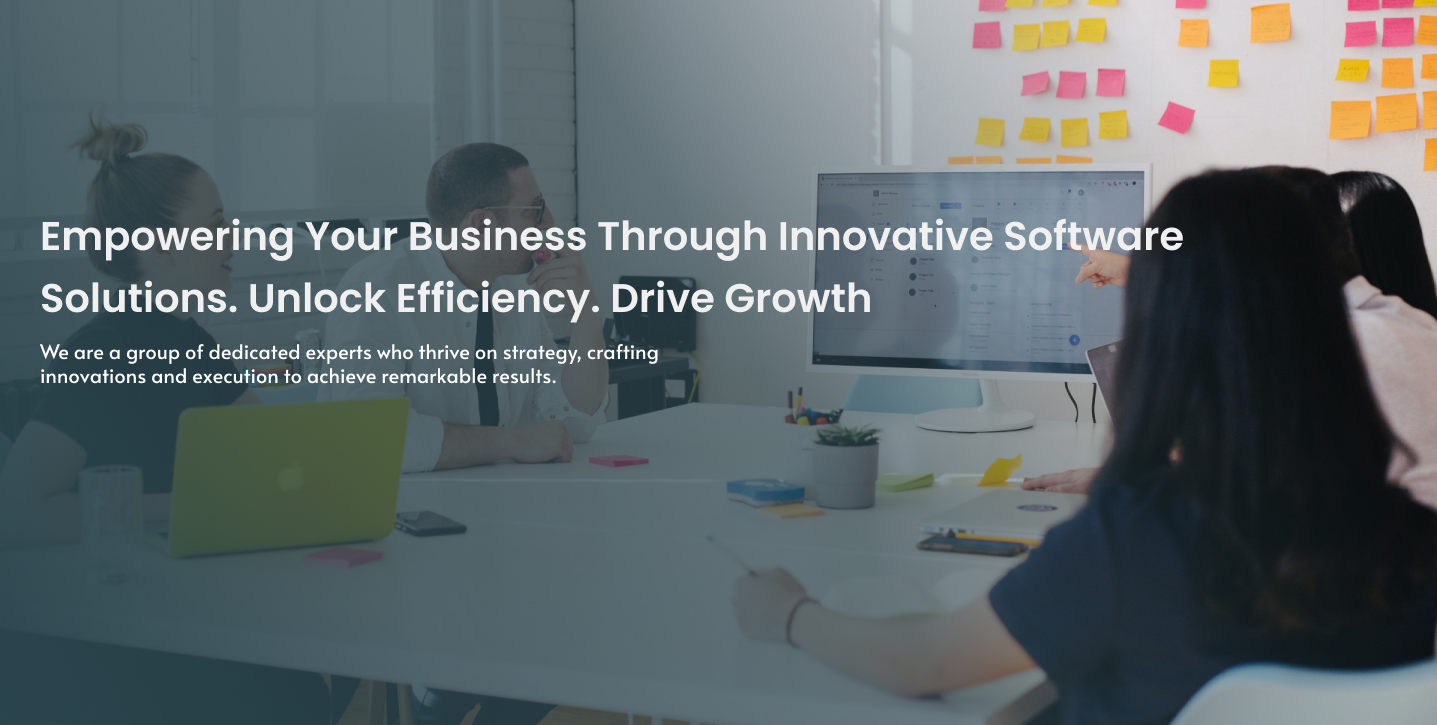 Empowering Your Business Through Innovative Software
Solutions. Unlock Efficiency. Drive Growth
We are a group of dedicated experts who thrive on strategy, crafting
innovations and execution to achieve remarkable results.